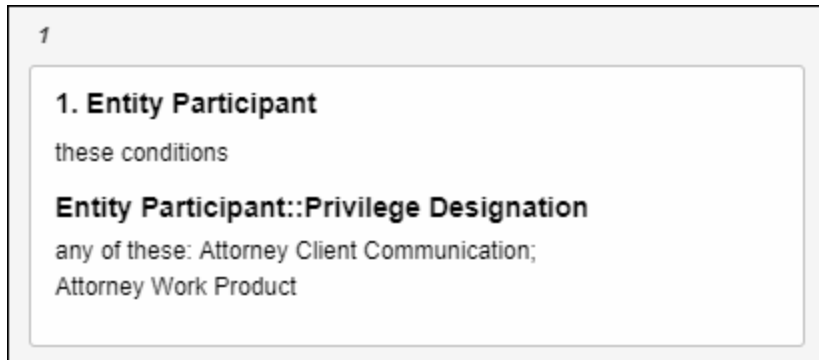 1
1. Entity Participant
these conditions
Entity Participant::Privilege Designation
any of these: Attorney Client Communication;
Attorney Work Product